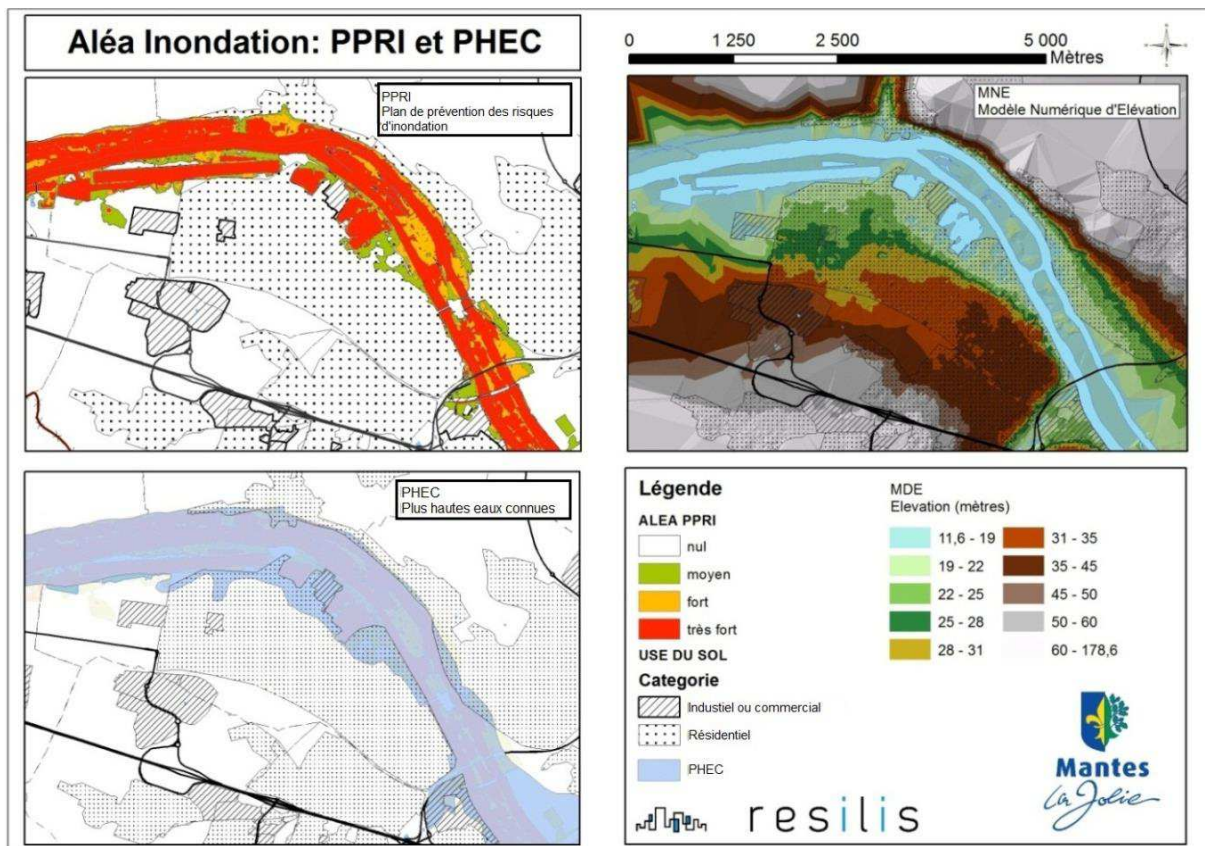 Aléa Inondation: PPRI et PHEC
0 1 250 2 500 5 000
Mètres
PPRI
Plan de prévention des risques
d'inondation
MNE
Modèle Numérique d'Elévation
PHEC
Plus hautes eaux connues
Légende
ALEA PPRI
nul
moyen
fort
très fort
USE DU SOL
Categorie
Industiel ou commercial
Résidentiel
PHEC
MDE
Elevation (mètres)
11,6 - 19
19 - 22
22 - 25
25 - 28
28 - 31
31 - 35
35 - 45
45 - 50
50 - 60
60 - 178,6
resilis
Mantes
La Jolie